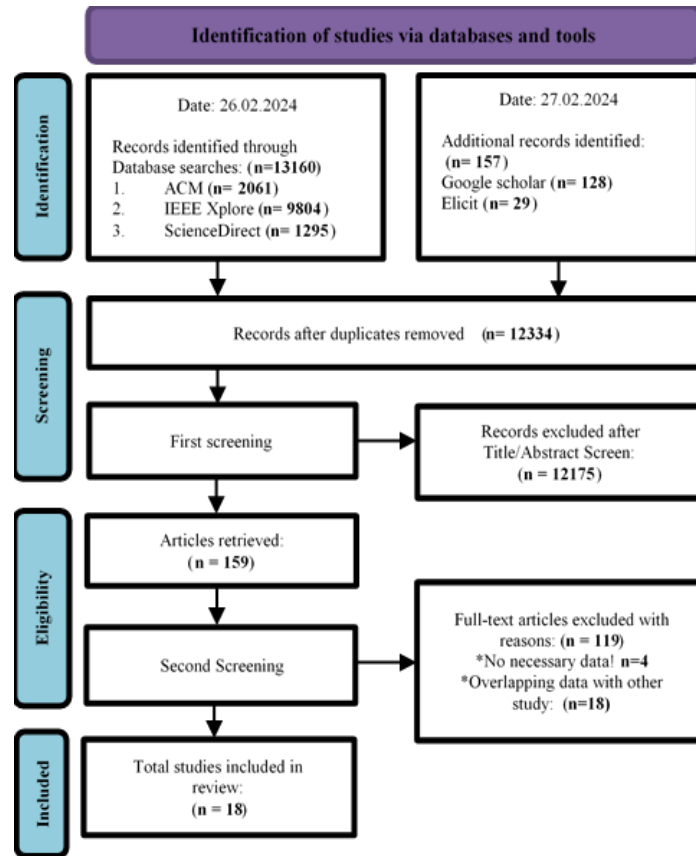 Identification of studies via databases and tools
Identification
Date: 26.02.2024
Records identified through
Database searches: (n=13160)
1. ACM (n= 2061)
2. IEEE Xplore (n= 9804)
3. ScienceDirect (n= 1295)
Date: 27.02.2024
Additional records identified:
(n= 157)
Google scholar (n= 128)
Elicit (n= 29)
Screening
Records after duplicates removed (n= 12334)
First screening
Records excluded after
Title/Abstract Screen:
(n = 12175)
Eligibility
Articles retrieved:
(n = 159)
Second Screening
Full-text articles excluded with
reasons: (n = 119)
*No necessary data! n=4
*Overlapping data with other
study: (n=18)
Included
Total studies included in
review:
(n = 18)